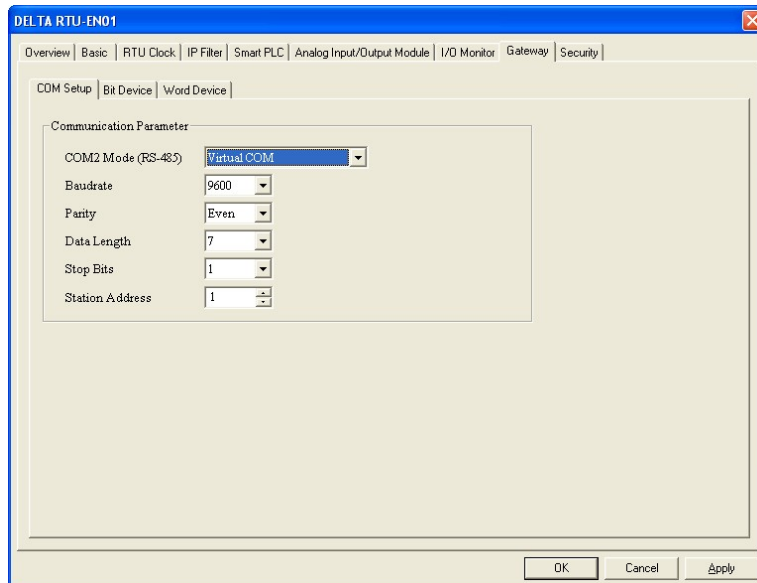 DELTA RTU-EN01
Overview Basic RTU Clock IP Filter Smart PLC Analog Input/Output Module I/O Monitor Gateway Security
COM Setup Bit Device Word Device
Communication Parameter
COM2 Mode (RS-485) Virtual COM
Baudrate 9600
Parity Even
Data Length 7
Stop Bits 1
Station Address 1
OK Cancel Apply